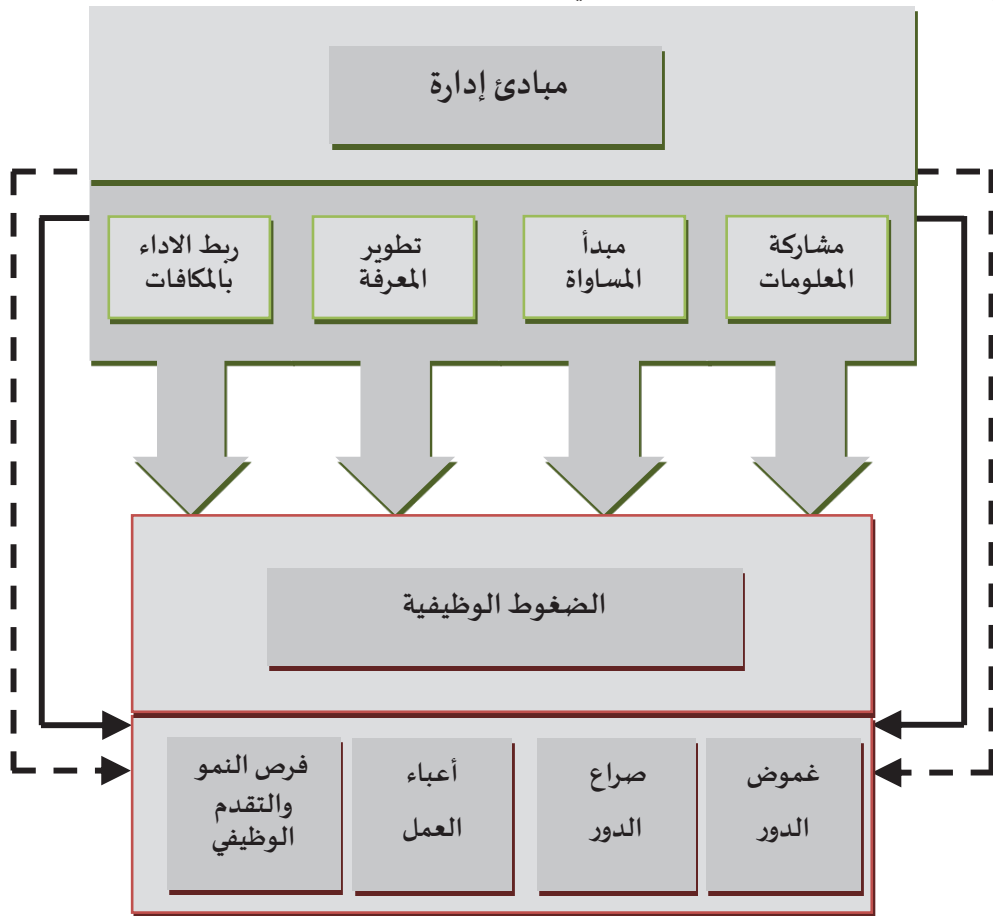 مبادئ إدارة
مشاركة
المعلومات
مبدأ
المساواة
تطوير
المعرفة
ربط الاداء
بالمكافات
الضغوط الوظيفية
غموض
الدور
صراع
الدور
أعباء
العمل
فرص النمو
والتقدم
الوظيفي